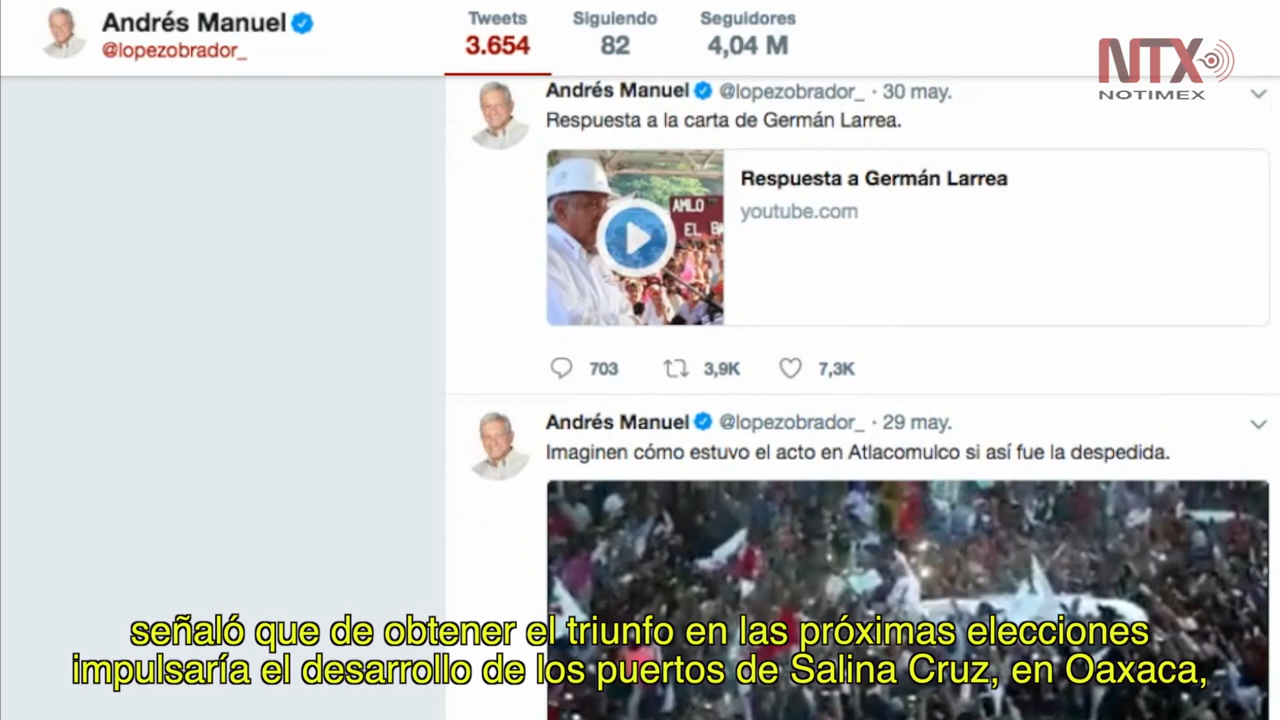 Andrés Manuel
@lopezobrador_
Tweets
3.654
Siguiendo
82
Seguidores
4,04 M
NTX
NOTIMEX
Andrés Manuel @lopezobrador_ · 30 may.
Respuesta a la carta de Germán Larrea.
AMLO
EL
Respuesta a Germán Larrea
youtube.com
703 3,9K 7,3K
Andrés Manuel @lopezobrador_ · 29 may.
Imaginen cómo estuvo el acto en Atlacomulco si así fue la despedida.
señaló que de obtener el triunfo en las próximas elecciones
impulsaría el desarrollo de los puertos de Salina Cruz, en Oaxaca,